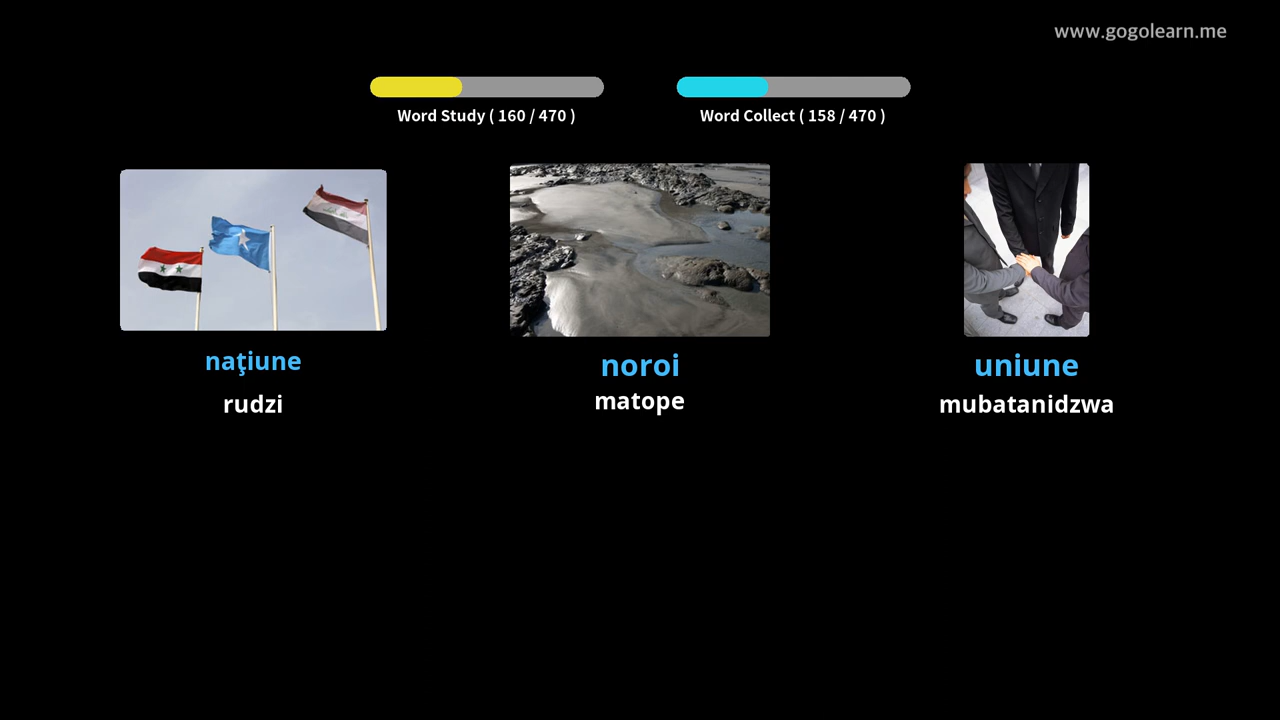 www.gogolearn.me
Word Study ( 160 / 470 )
Word Collect ( 158 / 470 )
naţiune
rudzi
noroi
matope
uniune
mubatanidzwa